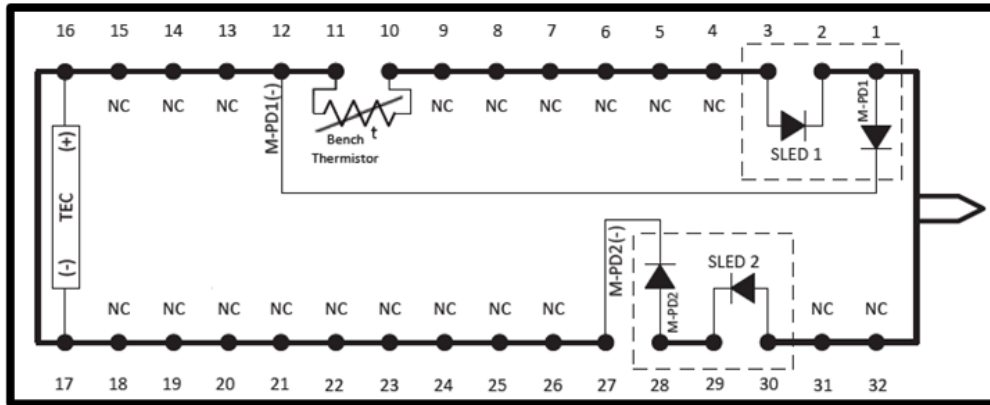 16 15 14 13 12 11 10 9 8 7 6 5 4 3 2 1
NC NC NC NC NC NC NC NC NC
M-PD1(-)
t
Bench
Thermistor
SLED 1
M-PD1
(+)
TEC
(-)
M-PD2(-)
SLED 2
M-PD2
NC NC NC NC NC NC NC NC NC NC NC
17 18 19 20 21 22 23 24 25 26 27 28 29 30 31 32